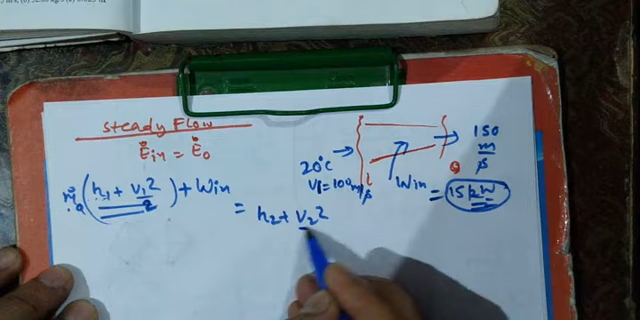 steady Flow
Ėin = Ėo
20°C
V1 = 100 m/s
Win = 15 kW
150 m/s
ṁa (h1 + V1²/2) + Win
= h2 + V2²